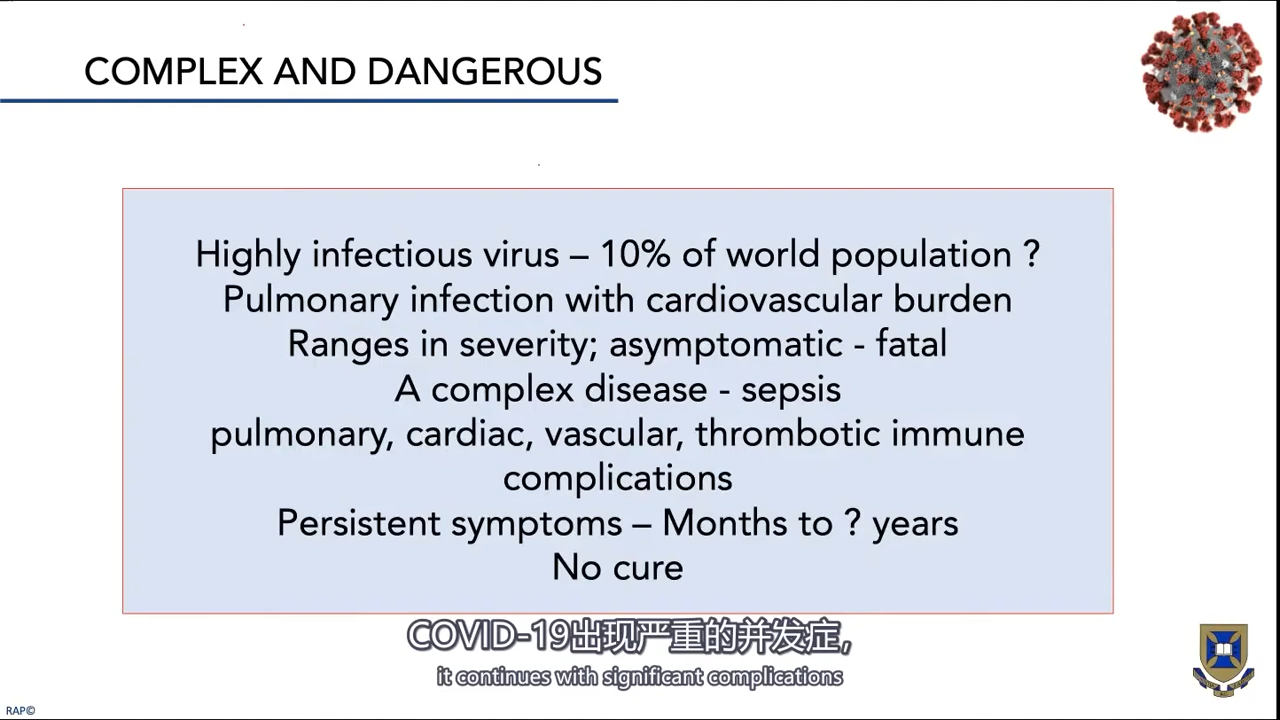 COMPLEX AND DANGEROUS
Highly infectious virus – 10% of world population ?
Pulmonary infection with cardiovascular burden
Ranges in severity; asymptomatic - fatal
A complex disease - sepsis
pulmonary, cardiac, vascular, thrombotic immune
complications
Persistent symptoms – Months to ? years
No cure
COVID-19出现严重的并发症,
it continues with significant complications
RAP©